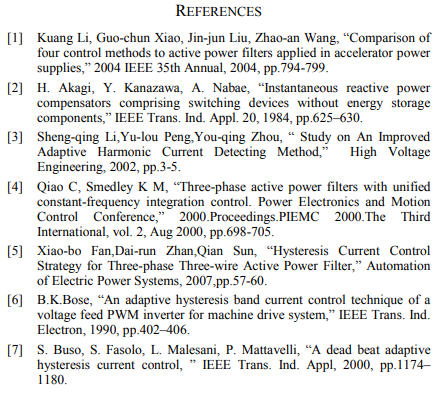 REFERENCES
[1] Kuang Li, Guo-chun Xiao, Jin-jun Liu, Zhao-an Wang, “Comparison of
four control methods to active power filters applied in accelerator power
supplies,” 2004 IEEE 35th Annual, 2004, pp.794-799.
[2] H. Akagi, Y. Kanazawa, A. Nabae, “Instantaneous reactive power
compensators comprising switching devices without energy storage
components,” IEEE Trans. Ind. Appl. 20, 1984, pp.625–630.
[3] Sheng-qing Li,Yu-lou Peng,You-qing Zhou, “ Study on An Improved
Adaptive Harmonic Current Detecting Method,” High Voltage
Engineering, 2002, pp.3-5.
[4] Qiao C, Smedley K M, “Three-phase active power filters with unified
constant-frequency integration control. Power Electronics and Motion
Control Conference,” 2000.Proceedings.PIEMC 2000.The Third
International, vol. 2, Aug 2000, pp.698-705.
[5] Xiao-bo Fan,Dai-run Zhan,Qian Sun, “Hysteresis Current Control
Strategy for Three-phase Three-wire Active Power Filter,” Automation
of Electric Power Systems, 2007,pp.57-60.
[6] B.K.Bose, “An adaptive hysteresis band current control technique of a
voltage feed PWM inverter for machine drive system,” IEEE Trans. Ind.
Electron, 1990, pp.402–406.
[7] S. Buso, S. Fasolo, L. Malesani, P. Mattavelli, “A dead beat adaptive
hysteresis current control, ” IEEE Trans. Ind. Appl, 2000, pp.1174–
1180.